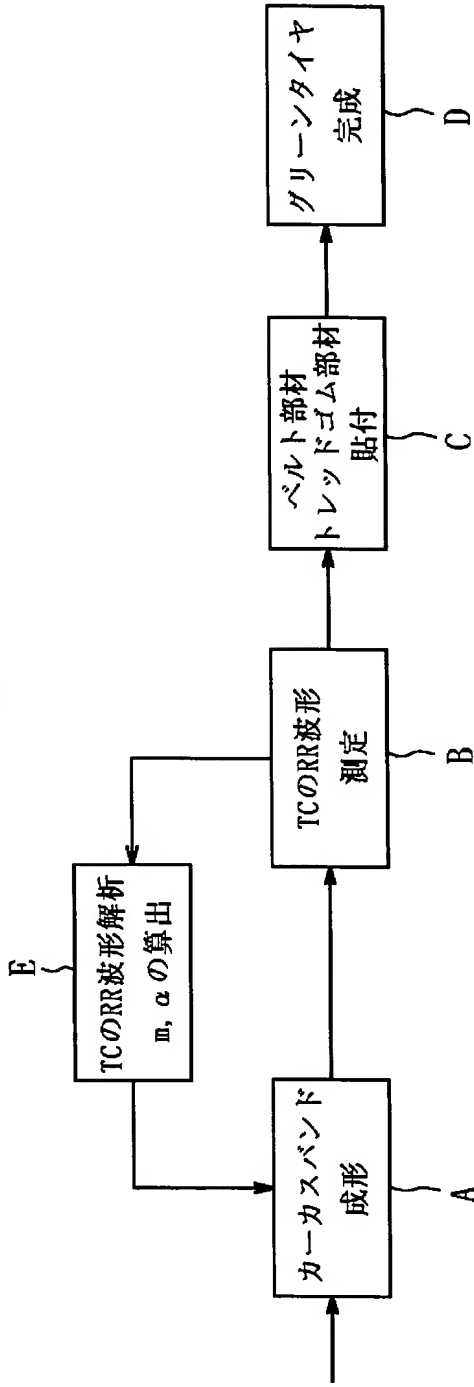 カーカスバンド
成形
A
TCのRR波形
測定
B
ベルト部材
トレッドゴム部材
貼付
C
グリーンタイヤ
完成
D
E
TCのRR波形解析
m, αの算出